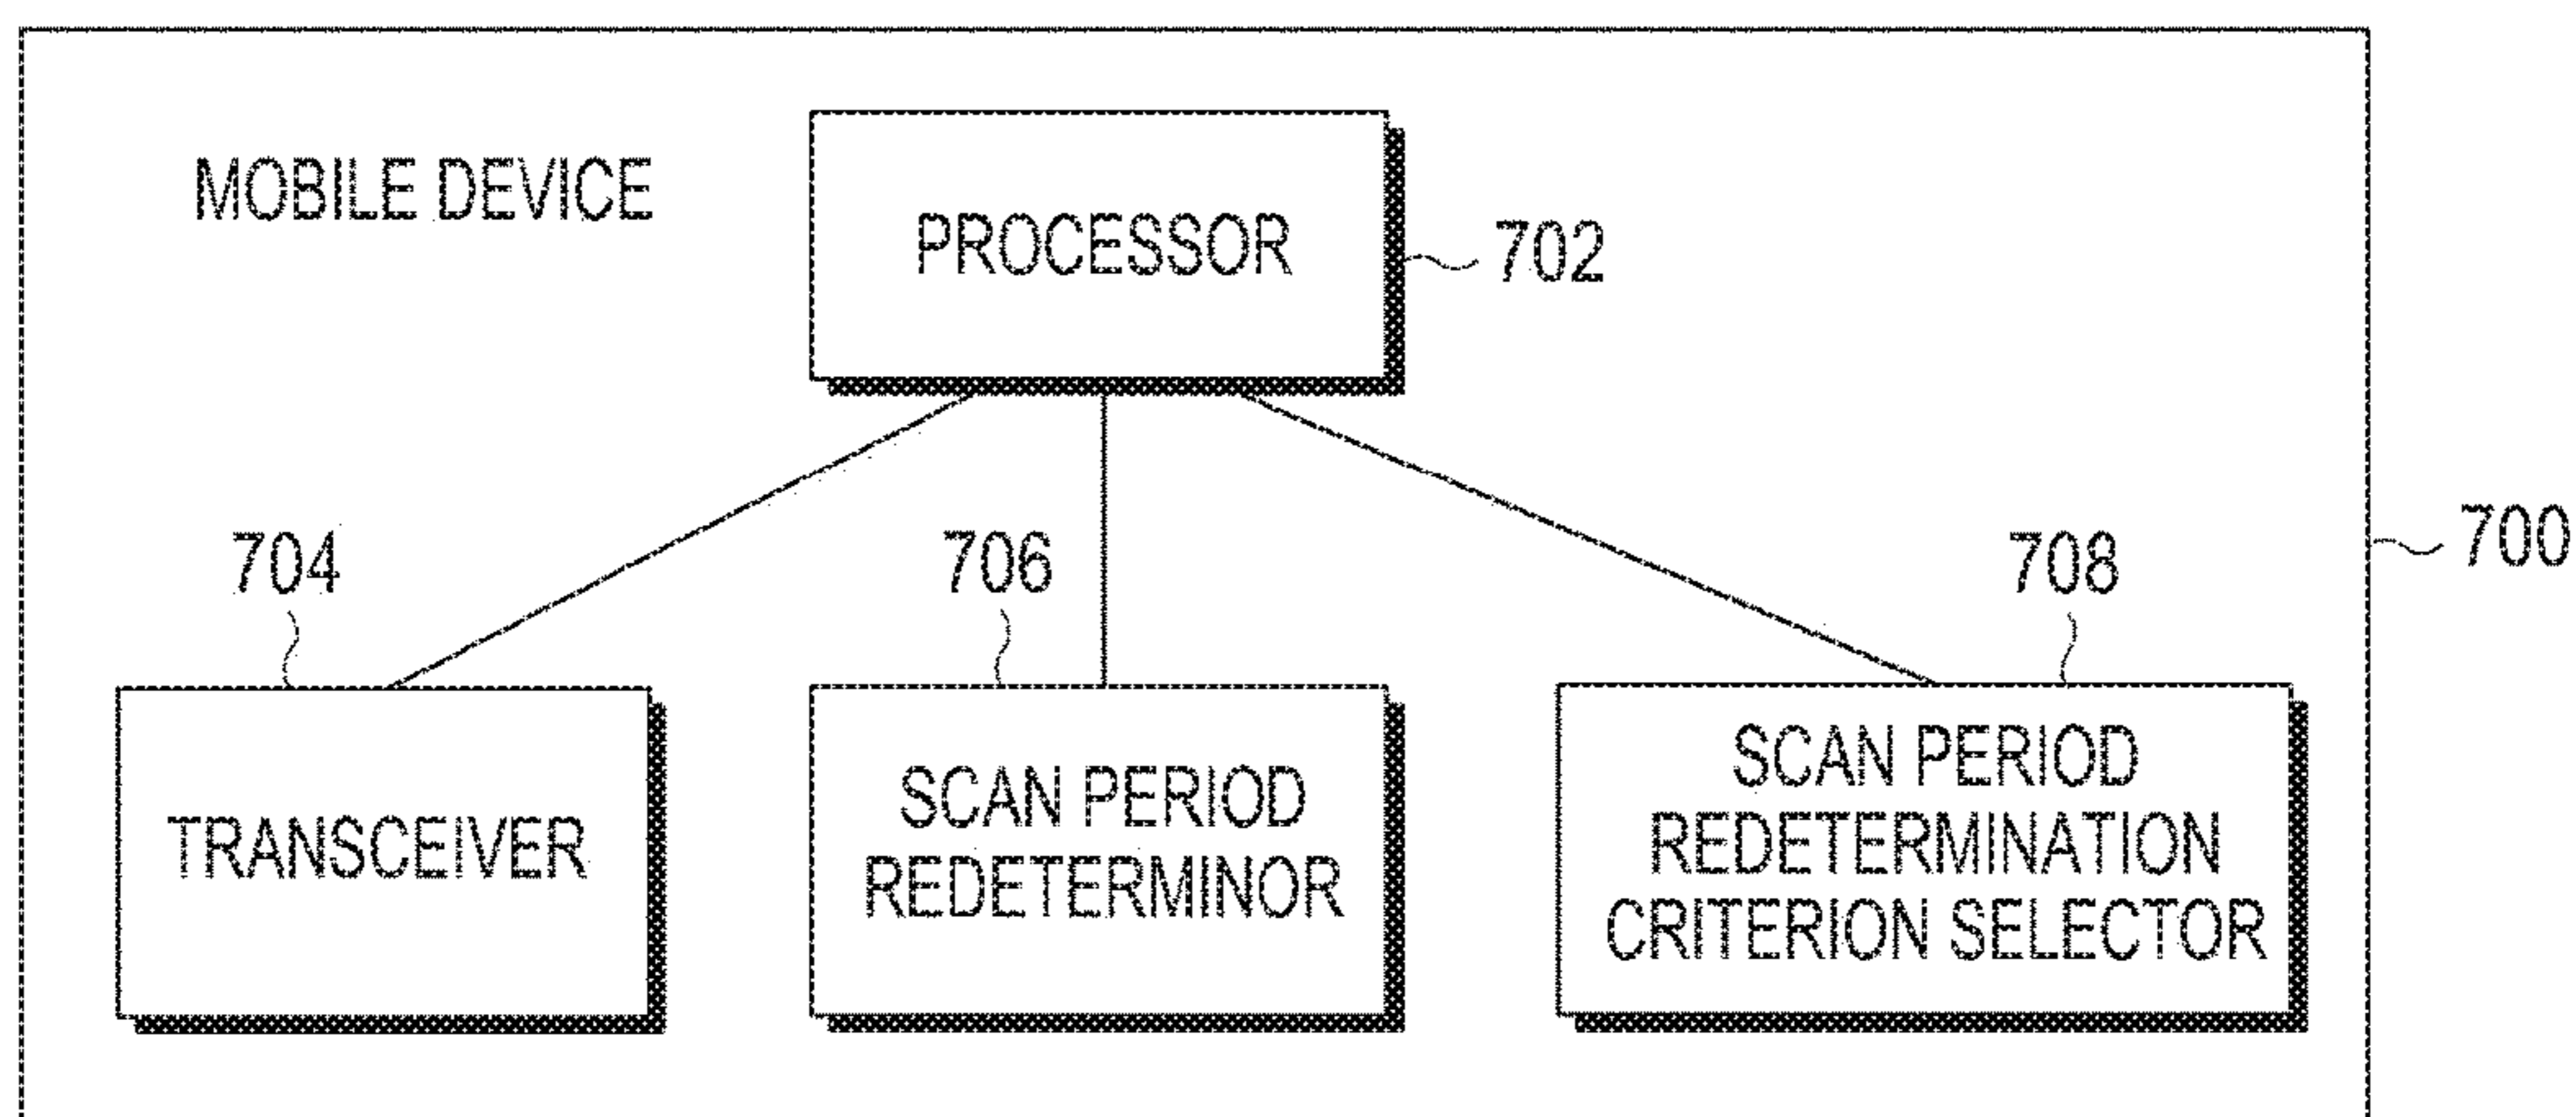 MOBILE DEVICE
PROCESSOR
702
700
704
706
708
TRANSCEIVER
SCAN PERIOD
REDETERMINOR
SCAN PERIOD
REDETERMINATION
CRITERION SELECTOR